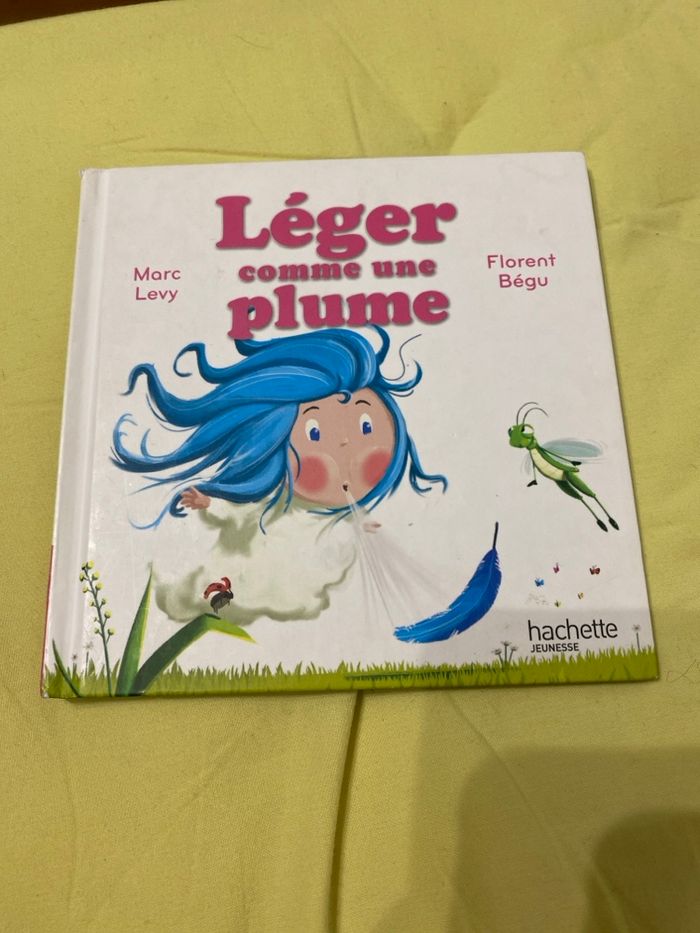 Léger
comme une
plume
Marc
Levy
Florent
Bégu
hachette
JEUNESSE